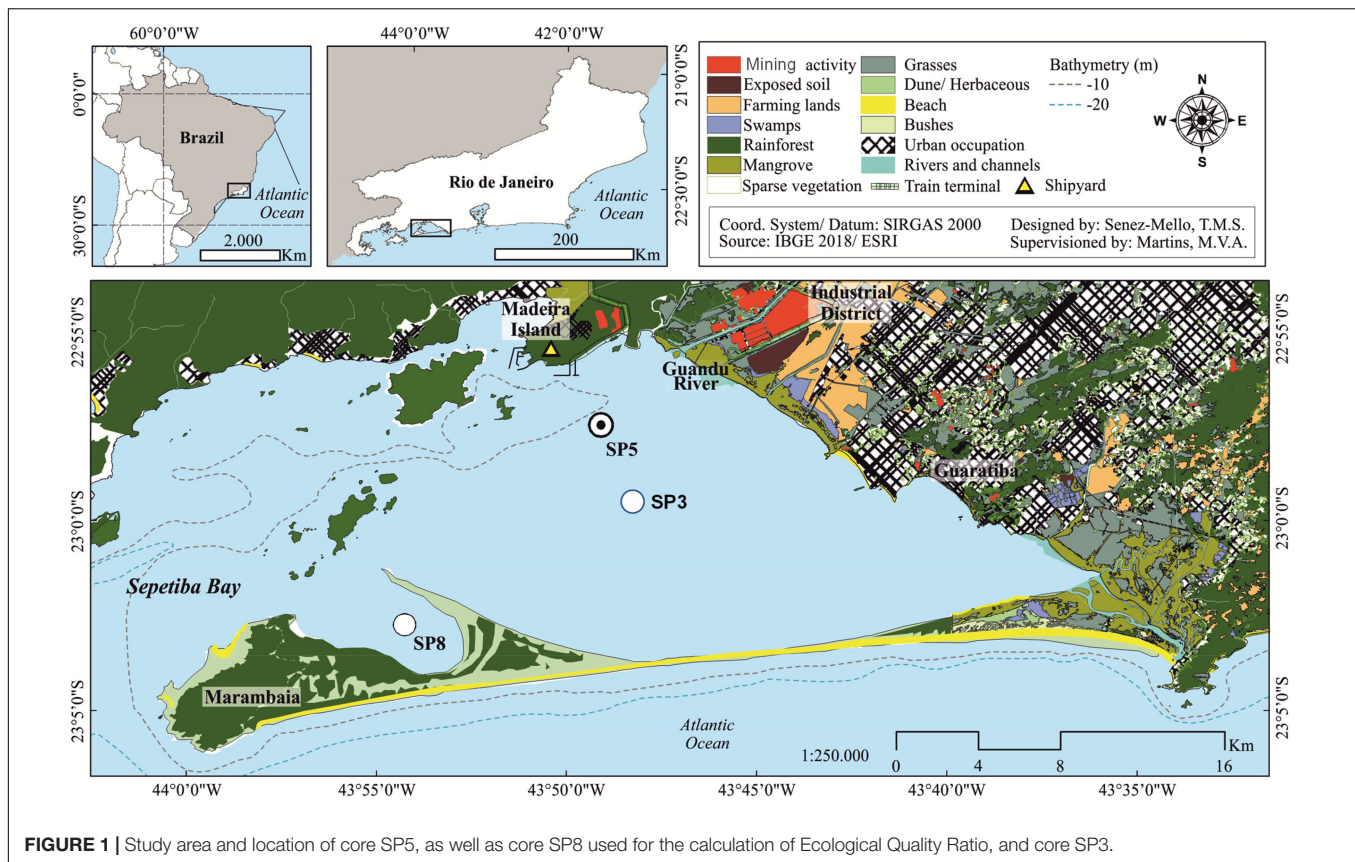 60°0'0"W
0°0'0"
30°0'0"S
Brazil
Atlantic
Ocean
2.000
Km
44°0'0"W
42°0'0"W
21°0'0"S
22°30'0"S
Rio de Janeiro
Atlantic
Ocean
200
Km
Mining activity
Exposed soil
Farming lands
Swamps
Rainforest
Mangrove
Sparse vegetation
Grasses
Dune/ Herbaceous
Beach
Bushes
Urban occupation
Rivers and channels
Train terminal
Shipyard
Bathymetry (m)
-10
-20
N
W E
S
Coord. System/ Datum: SIRGAS 2000
Source: IBGE 2018/ ESRI
Designed by: Senez-Mello, T.M.S.
Supervised by: Martins, M.V.A.
22°55'0"S
23°0'0"S
23°5'0"S
Madeira
Island
Industrial
District
Guandu
River
SP5
SP3
Guaratiba
Sepetiba Bay
SP8
Marambaia
Atlantic
Ocean
1:250.000
Km
0 4 8 16
22°55'0"S
23°0'0"S
23°5'0"S
44°0'0"W
43°55'0"W
43°50'0"W
43°45'0"W
43°40'0"W
43°35'0"W
FIGURE 1 | Study area and location of core SP5, as well as core SP8 used for the calculation of Ecological Quality Ratio, and core SP3.